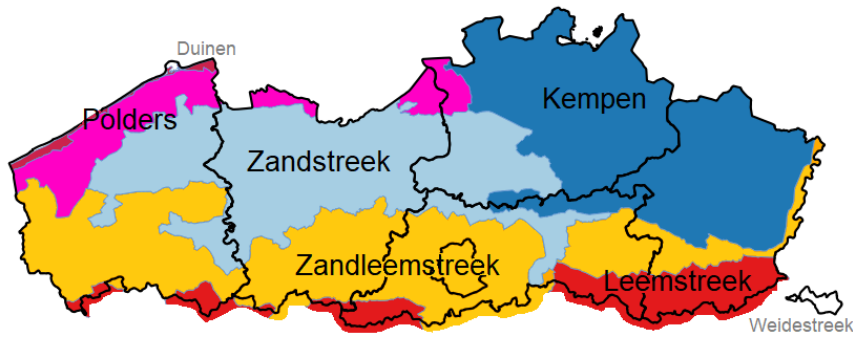 Duinen
Kempen
Polders
Zandstreek
Zandleemstreek
Leemstreek
Weidestreek